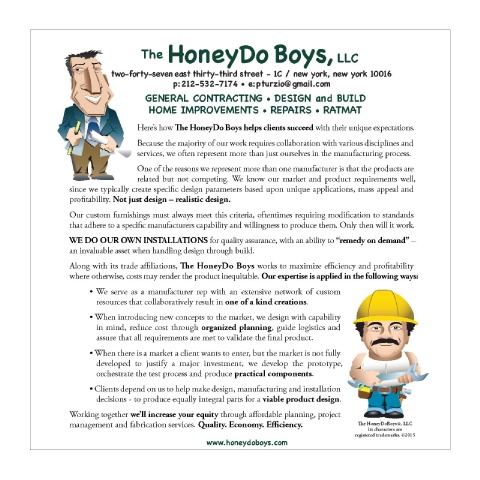 The HoneyDo Boys, LLC
two-forty-seven east thirty-third street - 1C / new york, new york 10016
p: 212-532-7174 • e: pturzio@gmail.com
GENERAL CONTRACTING • DESIGN and BUILD
HOME IMPROVEMENTS • REPAIRS • RATMAT
Here's how The HoneyDo Boys helps clients succeed with their unique expectations.
Because the majority of our work requires collaboration with various disciplines and
services, we often represent more than just ourselves in the manufacturing process.
One of the reasons we represent more than one manufacturer is that the products are
related but not competing. We know our market and product requirements well,
since we typically create specific design parameters based upon unique applications, mass appeal and
profitability. Not just design – realistic design.
Our custom furnishings must always meet this criteria, oftentimes requiring modification to standards
that adhere to a specific manufacturers capability and willingness to produce them. Only then will it work.
WE DO OUR OWN INSTALLATIONS for quality assurance, with an ability to “remedy on demand” –
an invaluable asset when handling design through build.
Along with its trade affiliations, The HoneyDo Boys works to maximize efficiency and profitability
where otherwise, costs may render the product inequitable. Our expertise is applied in the following ways:
• We serve as a manufacturer rep with an extensive network of custom
resources that collaboratively result in one of a kind creations.
• When introducing new concepts to the market, we design with capability
in mind, reduce cost through organized planning, guide logistics and
assure that all requirements are met to validate the final product.
• When there is a market a client wants to enter, but the market is not fully
developed to justify a major investment, we develop the prototype,
orchestrate the test process and produce practical components.
• Clients depend on us to help make design, manufacturing and installation
decisions - to produce equally integral parts for a viable product design.
Working together we'll increase your equity through affordable planning, project
management and fabrication services. Quality. Economy. Efficiency.
The HoneyDoBoys®, LLC
its characters are
registered trademarks. ©2015
www.honeydoboys.com